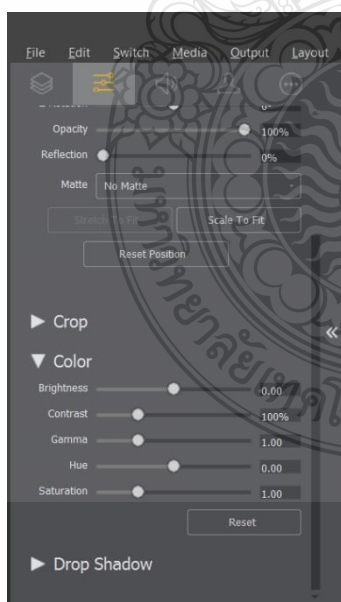 File Edit Switch Media Output Layout
Opacity 100%
Reflection 0%
Matte No Matte
Stretch To Fit Scale To Fit
Reset Position
Crop
«
Color
Brightness 0.00
Contrast 100%
Gamma 1.00
Hue 0.00
Saturation 1.00
Reset
Drop Shadow